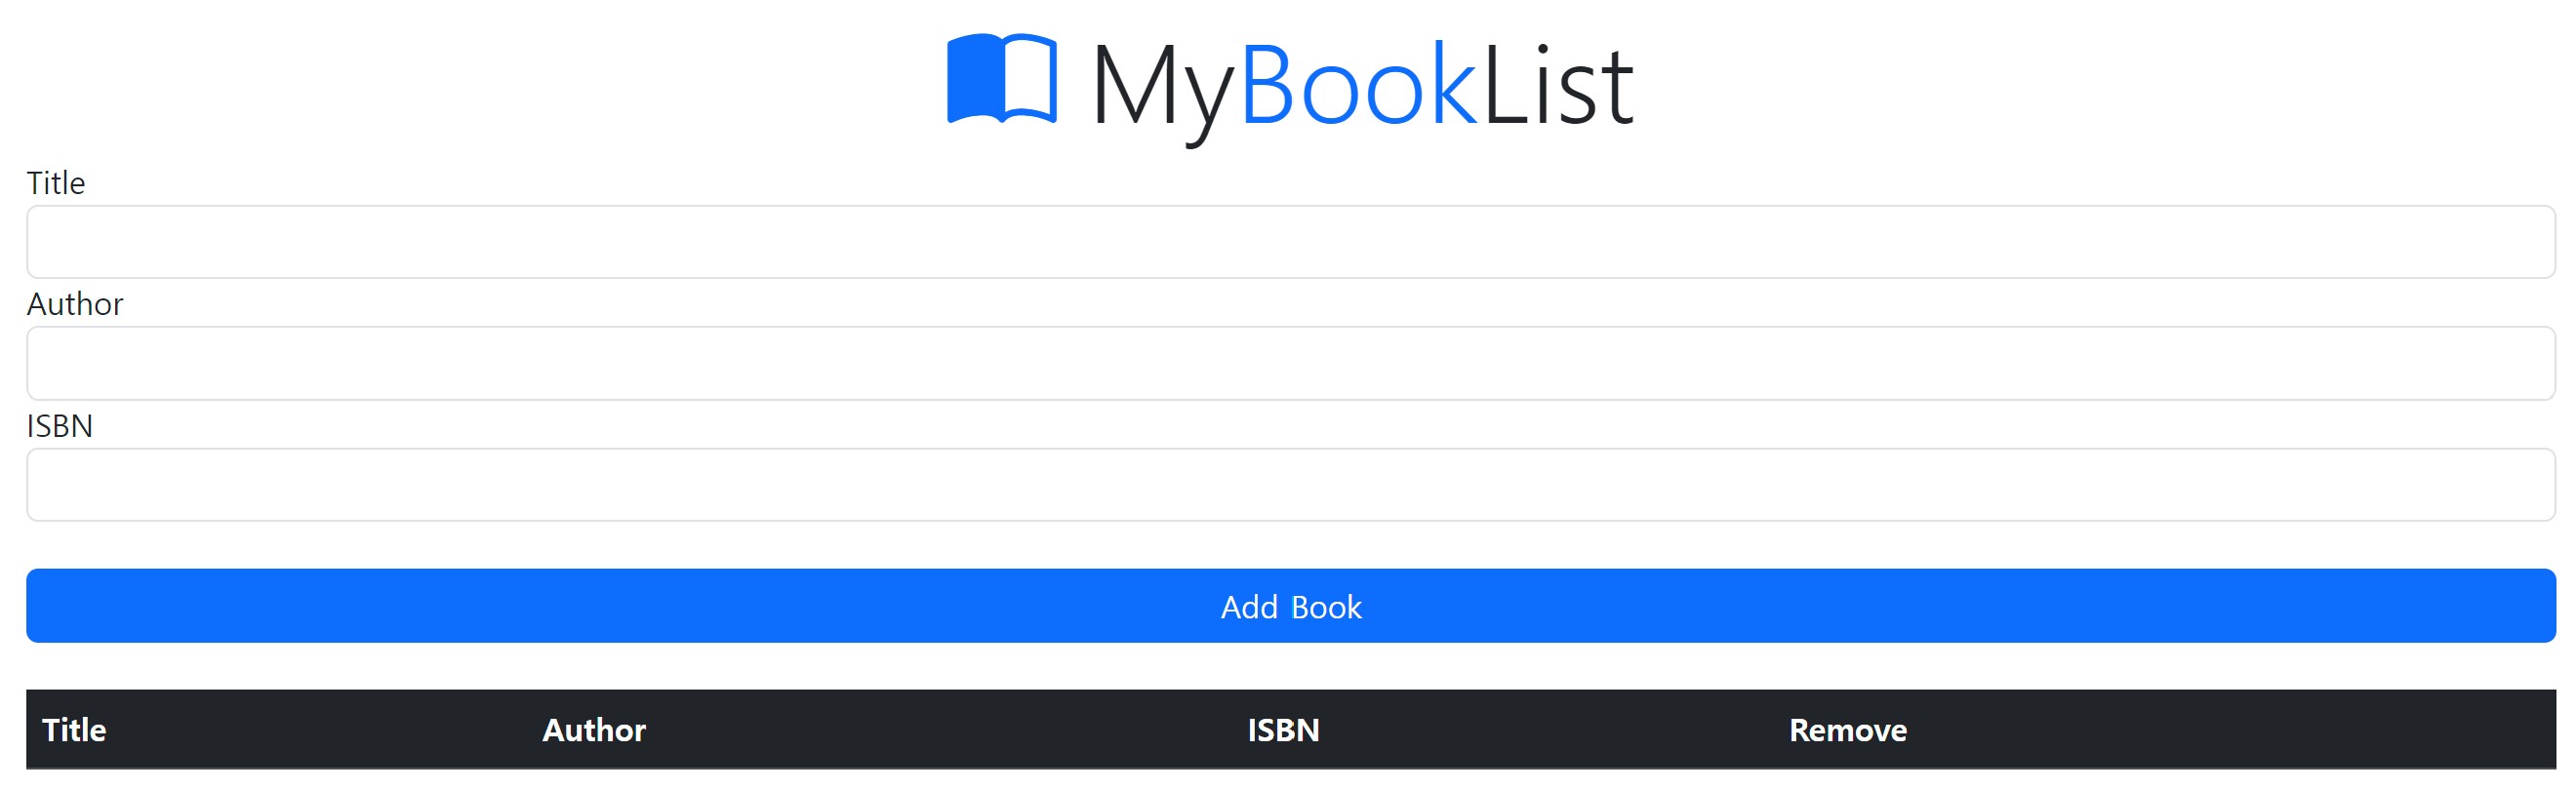 MyBookList
Title
Author
ISBN
Add Book
Title Author ISBN Remove